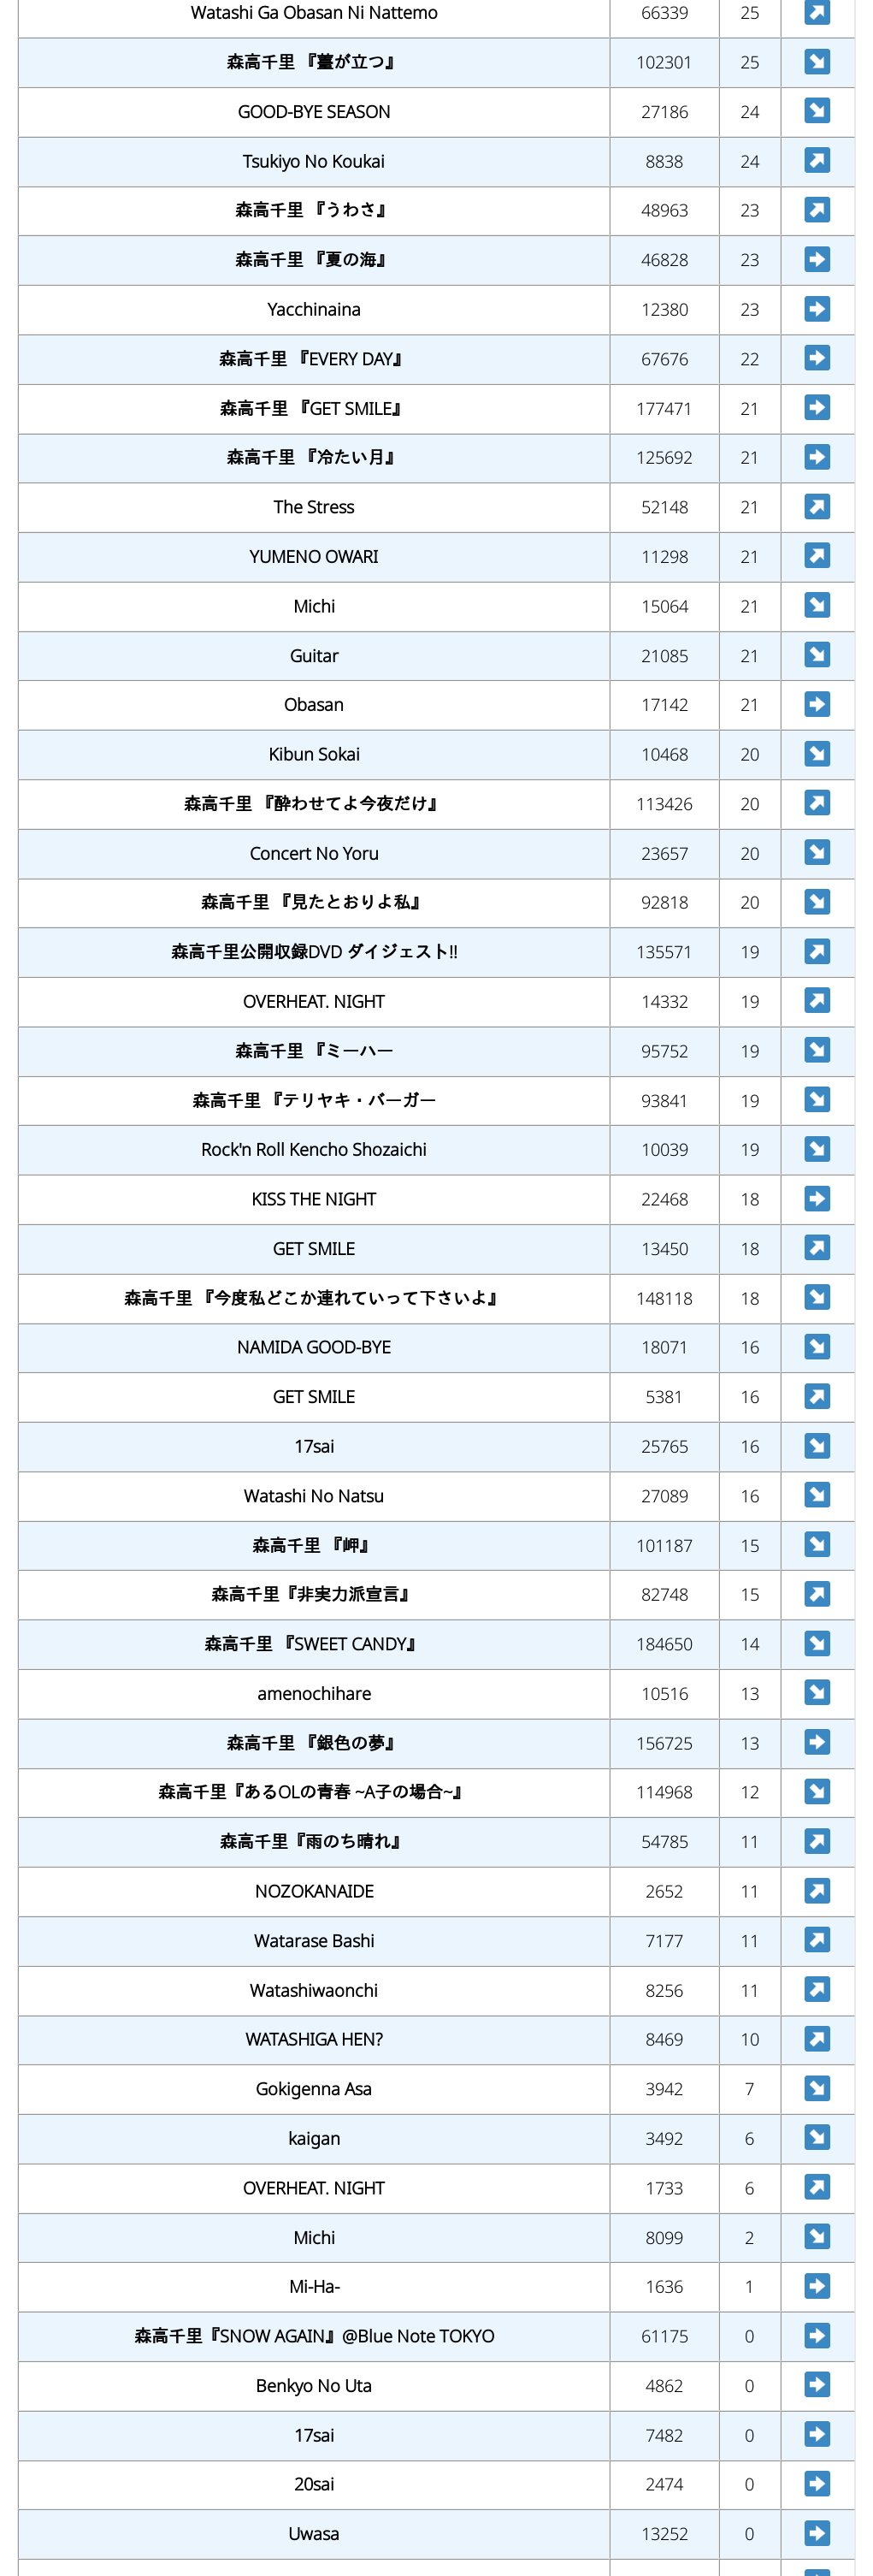 Watashi Ga Obasan Ni Nattemo 66339 25
森高千里 『薹が立つ』 102301 25
GOOD-BYE SEASON 27186 24
Tsukiyo No Koukai 8838 24
森高千里 『うわさ』 48963 23
森高千里 『夏の海』 46828 23
Yacchinaina 12380 23
森高千里 『EVERY DAY』 67676 22
森高千里 『GET SMILE』 177471 21
森高千里 『冷たい月』 125692 21
The Stress 52148 21
YUMENO OWARI 11298 21
Michi 15064 21
Guitar 21085 21
Obasan 17142 21
Kibun Sokai 10468 20
森高千里 『酔わせてよ今夜だけ』 113426 20
Concert No Yoru 23657 20
森高千里 『見たとおりよ私』 92818 20
森高千里公開収録DVD ダイジェスト!! 135571 19
OVERHEAT. NIGHT 14332 19
森高千里 『ミーハー 95752 19
森高千里 『テリヤキ・バーガー 93841 19
Rock'n Roll Kencho Shozaichi 10039 19
KISS THE NIGHT 22468 18
GET SMILE 13450 18
森高千里 『今度私どこか連れていって下さいよ』 148118 18
NAMIDA GOOD-BYE 18071 16
GET SMILE 5381 16
17sai 25765 16
Watashi No Natsu 27089 16
森高千里 『岬』 101187 15
森高千里『非実力派宣言』 82748 15
森高千里 『SWEET CANDY』 184650 14
amenochihare 10516 13
森高千里 『銀色の夢』 156725 13
森高千里『あるOLの青春 ~A子の場合~』 114968 12
森高千里『雨のち晴れ』 54785 11
NOZOKANAIDE 2652 11
Watarase Bashi 7177 11
Watashiwaonchi 8256 11
WATASHIGA HEN? 8469 10
Gokigenna Asa 3942 7
kaigan 3492 6
OVERHEAT. NIGHT 1733 6
Michi 8099 2
Mi-Ha- 1636 1
森高千里『SNOW AGAIN』@Blue Note TOKYO 61175 0
Benkyo No Uta 4862 0
17sai 7482 0
20sai 2474 0
Uwasa 13252 0